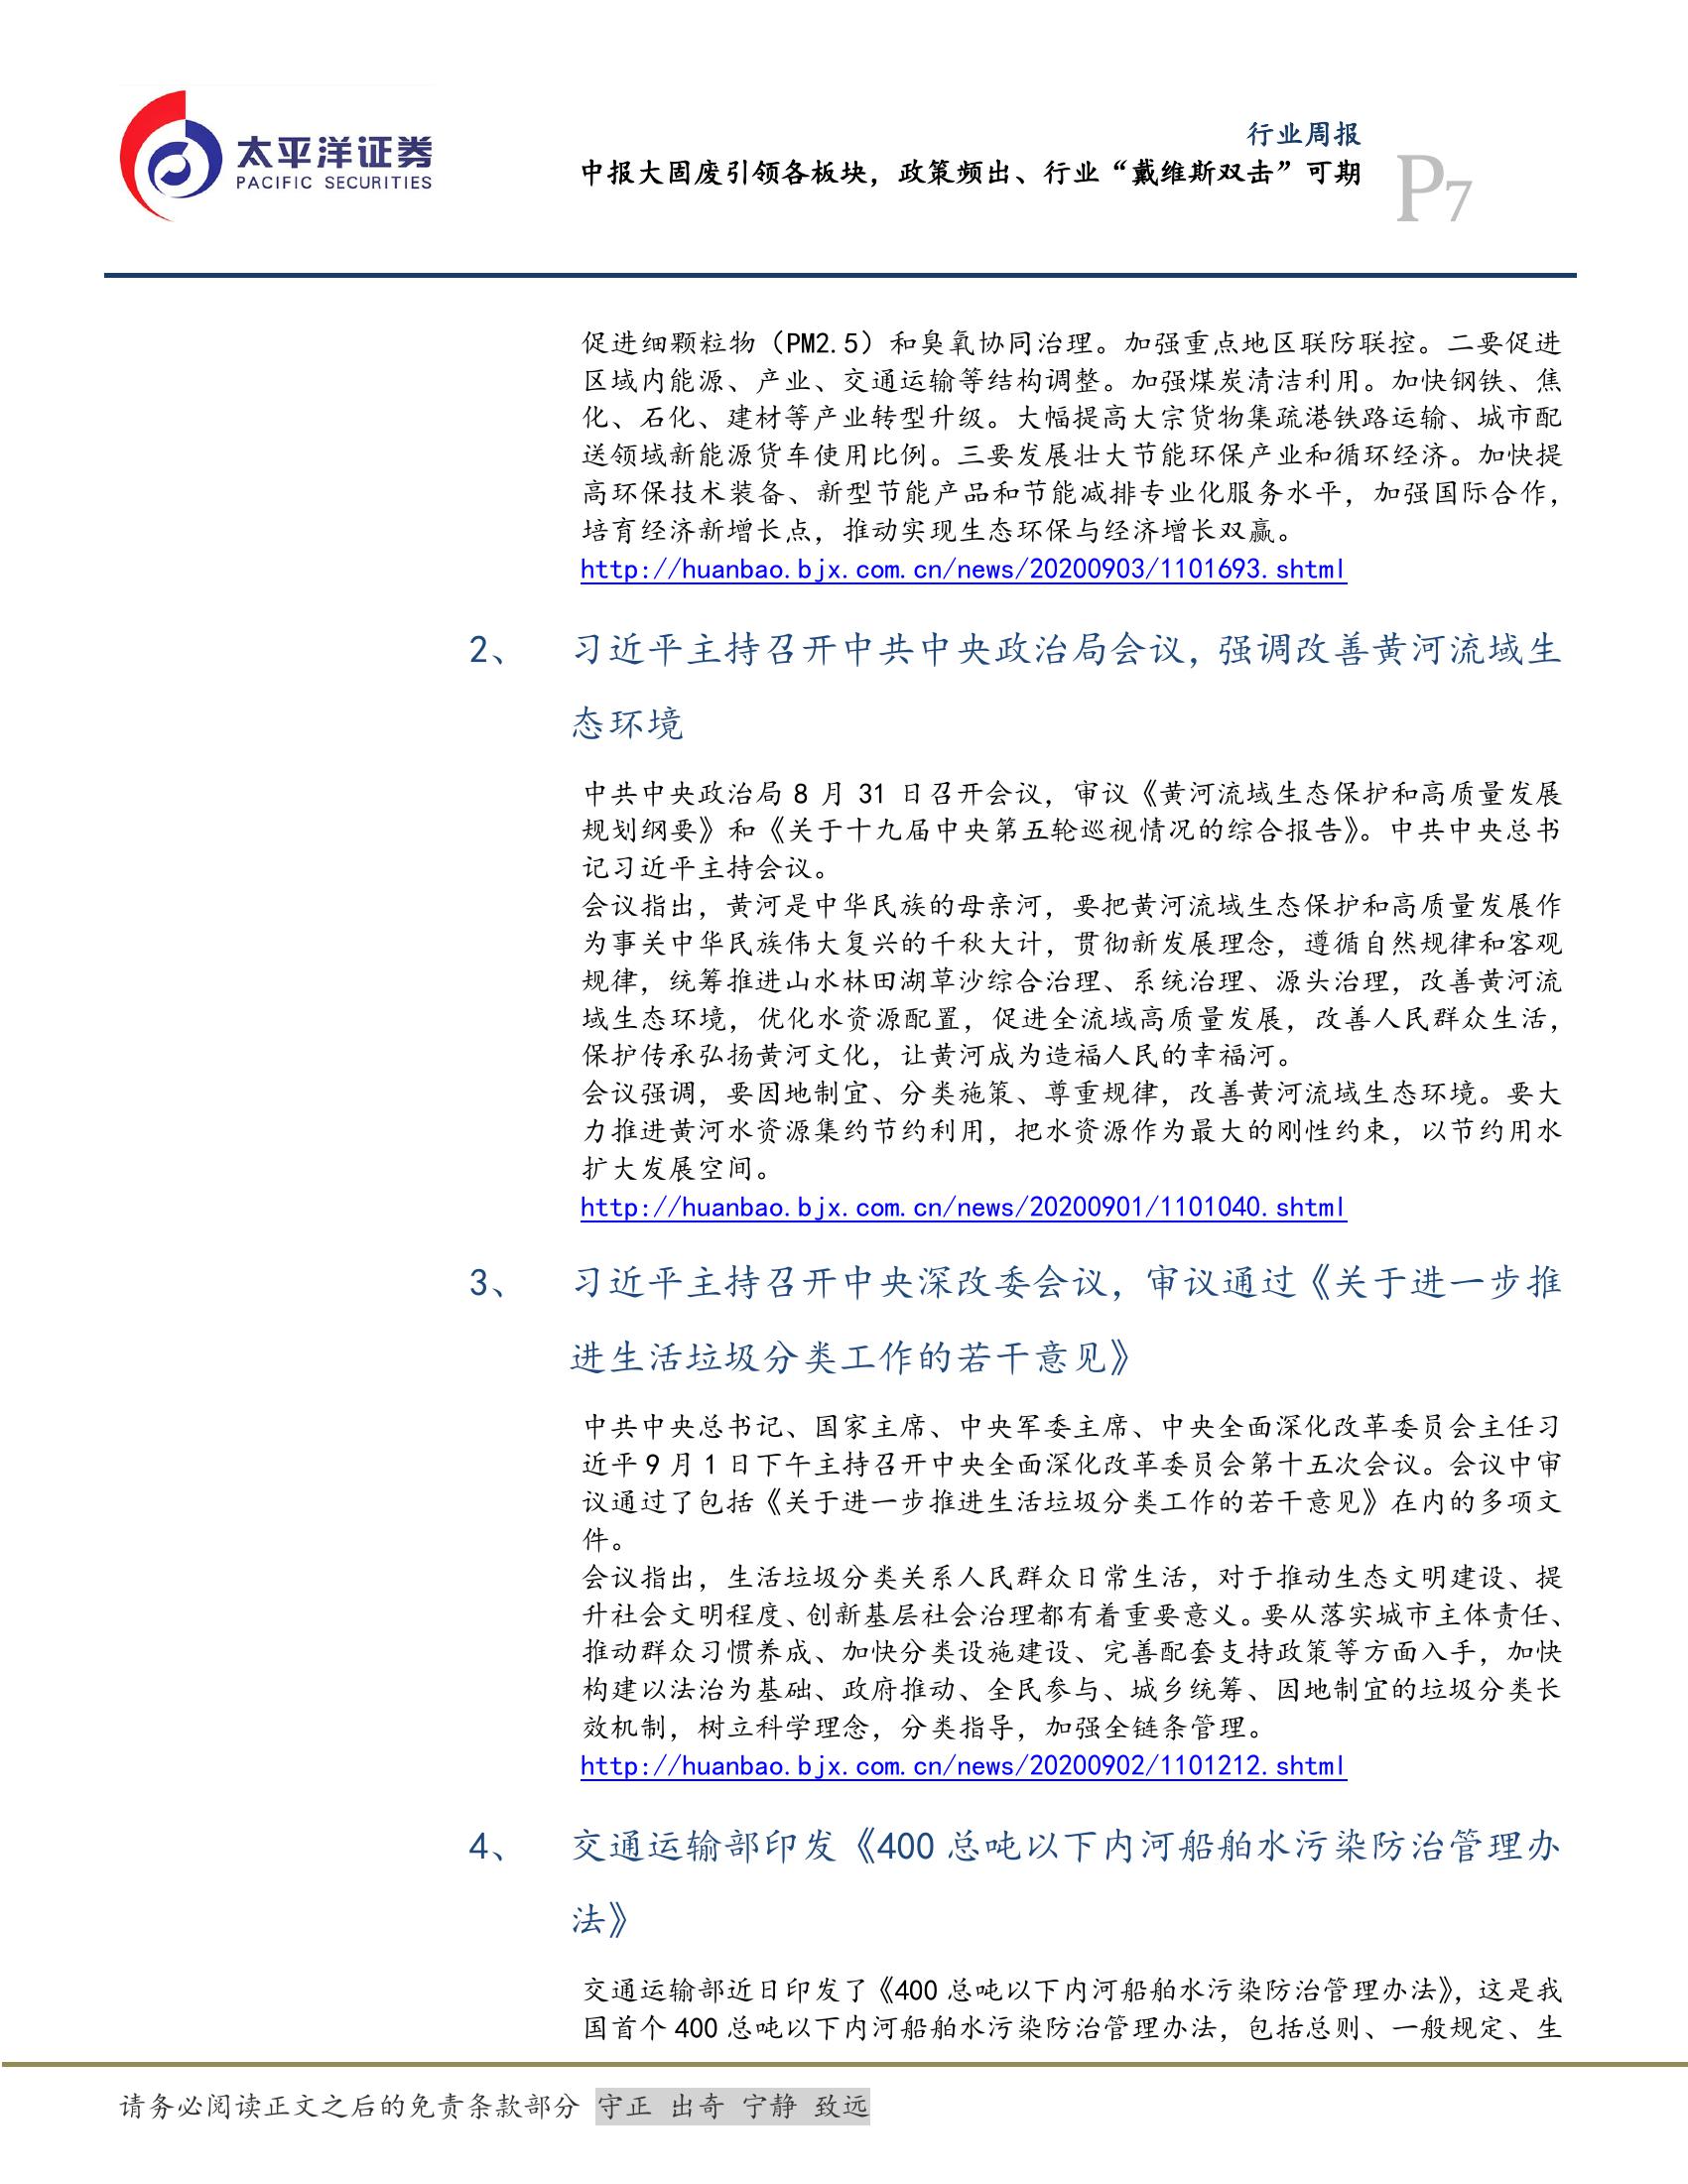 太平洋证券
PACIFIC SECURITIES
行业周报
中报大固废引领各板块，政策频出、行业“戴维斯双击”可期
P7
促进细颗粒物（PM2.5）和臭氧协同治理。加强重点地区联防联控。二要促进
区域内能源、产业、交通运输等结构调整。加强煤炭清洁利用。加快钢铁、焦
化、石化、建材等产业转型升级。大幅提高大宗货物集疏港铁路运输、城市配
送领域新能源货车使用比例。三要发展壮大节能环保产业和循环经济。加快提
高环保技术装备、新型节能产品和节能减排专业化服务水平，加强国际合作，
培育经济新增长点，推动实现生态环保与经济增长双赢。
http://huanbao.bjx.com.cn/news/20200903/1101693.shtml
2、 习近平主持召开中共中央政治局会议，强调改善黄河流域生
态环境
中共中央政治局 8 月 31 日召开会议，审议《黄河流域生态保护和高质量发展
规划纲要》和《关于十九届中央第五轮巡视情况的综合报告》。中共中央总书
记习近平主持会议。
会议指出，黄河是中华民族的母亲河，要把黄河流域生态保护和高质量发展作
为事关中华民族伟大复兴的千秋大计，贯彻新发展理念，遵循自然规律和客观
规律，统筹推进山水林田湖草沙综合治理、系统治理、源头治理，改善黄河流
域生态环境，优化水资源配置，促进全流域高质量发展，改善人民群众生活，
保护传承弘扬黄河文化，让黄河成为造福人民的幸福河。
会议强调，要因地制宜、分类施策、尊重规律，改善黄河流域生态环境。要大
力推进黄河水资源集约节约利用，把水资源作为最大的刚性约束，以节约用水
扩大发展空间。
http://huanbao.bjx.com.cn/news/20200901/1101040.shtml
3、 习近平主持召开中央深改委会议，审议通过《关于进一步推
进生活垃圾分类工作的若干意见》
中共中央总书记、国家主席、中央军委主席、中央全面深化改革委员会主任习
近平 9 月 1 日下午主持召开中央全面深化改革委员会第十五次会议。会议中审
议通过了包括《关于进一步推进生活垃圾分类工作的若干意见》在内的多项文
件。
会议指出，生活垃圾分类关系人民群众日常生活，对于推动生态文明建设、提
升社会文明程度、创新基层社会治理都有着重要意义。要从落实城市主体责任、
推动群众习惯养成、加快分类设施建设、完善配套支持政策等方面入手，加快
构建以法治为基础、政府推动、全民参与、城乡统筹、因地制宜的垃圾分类长
效机制，树立科学理念，分类指导，加强全链条管理。
http://huanbao.bjx.com.cn/news/20200902/1101212.shtml
4、 交通运输部印发《400 总吨以下内河船舶水污染防治管理办
法》
交通运输部近日印发了《400 总吨以下内河船舶水污染防治管理办法》，这是我
国首个 400 总吨以下内河船舶水污染防治管理办法，包括总则、一般规定、生
请务必阅读正文之后的免责条款部分 守正 出奇 宁静 致远